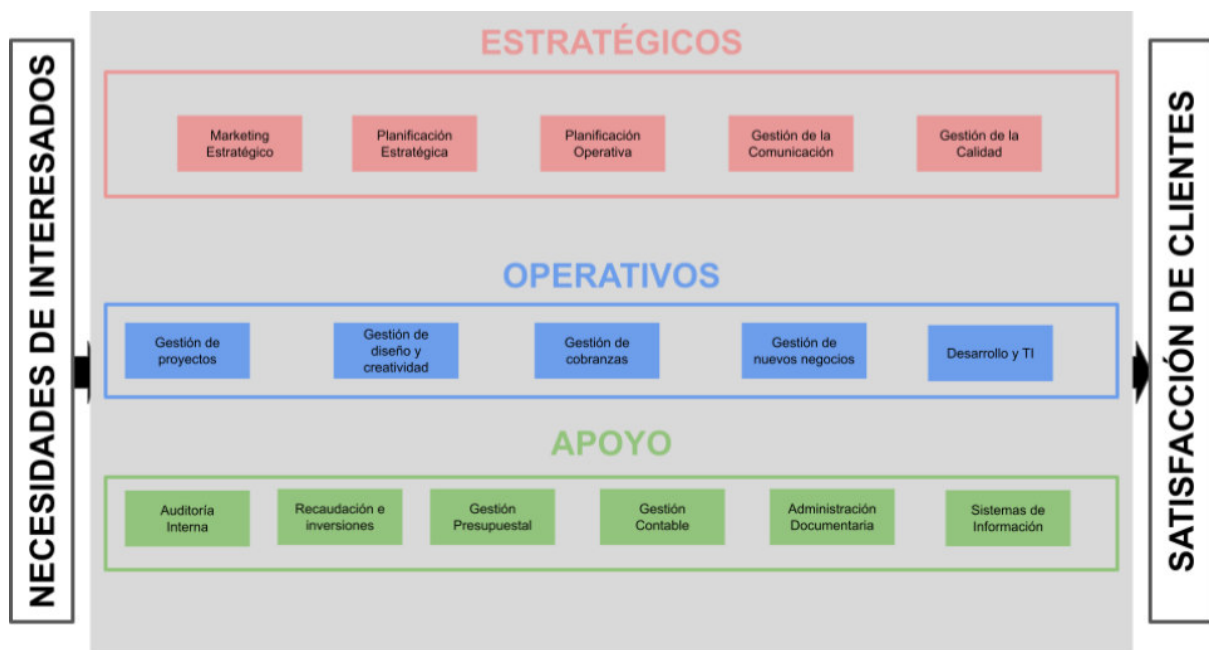 NECESIDADES DE INTERESADOS
ESTRATÉGICOS
Marketing
Estratégico
Planificación
Estratégica
Planificación
Operativa
Gestión de la
Comunicación
Gestión de la
Calidad
OPERATIVOS
Gestión de
proyectos
Gestión de
diseño y
creatividad
Gestión de
cobranzas
Gestión de
nuevos negocios
Desarrollo y TI
APOYO
Auditoría
Interna
Recaudación e
inversiones
Gestión
Presupuestal
Gestión
Contable
Administración
Documentaria
Sistemas de
Información
SATISFACCIÓN DE CLIENTES